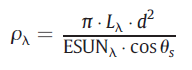 ρλ = π · Lλ · d² / ESUNλ · cos θs